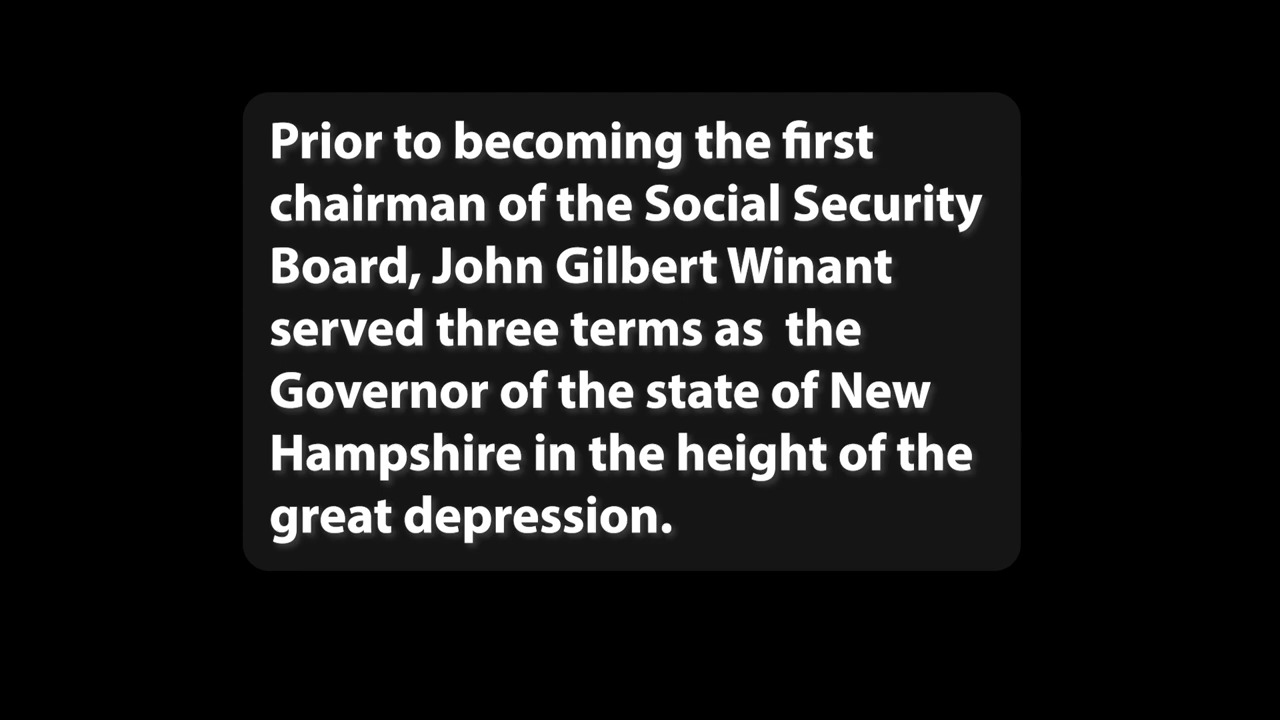 Prior to becoming the first
chairman of the Social Security
Board, John Gilbert Winant
served three terms as  the
Governor of the state of New
Hampshire in the height of the
great depression.